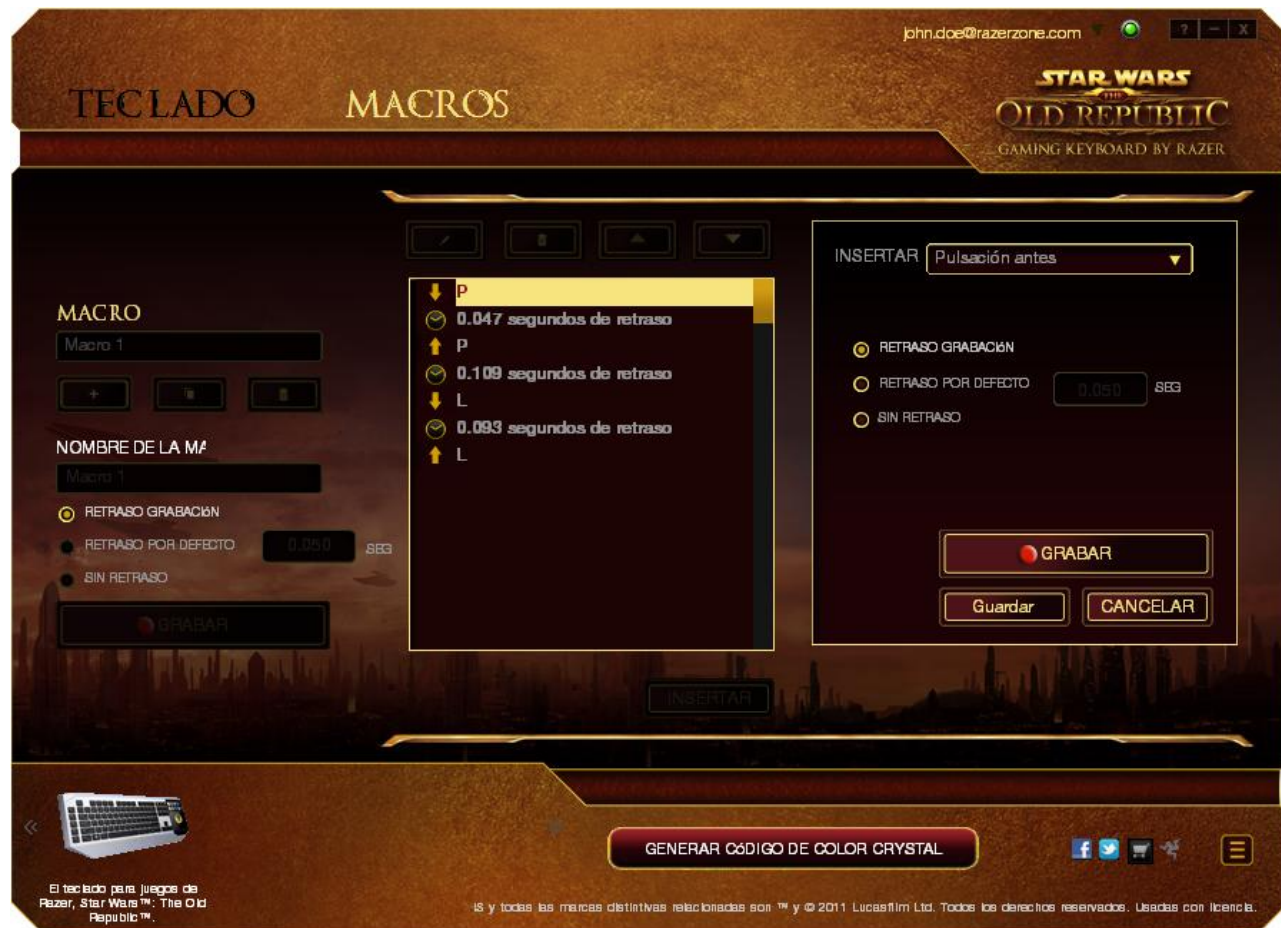 john.doe@razerzone.com
? – X
TECLADO MACROS
STAR WARS
THE
OLD REPUBLIC
GAMING KEYBOARD BY RAZER
MACRO
Macro 1
+
NOMBRE DE LA MA
Macro 1
RETRASO GRABACIÓN
RETRASO POR DEFECTO 0.050 SEG
SIN RETRASO
GRABAR
P
0.047 segundos de retraso
P
0.109 segundos de retraso
L
0.093 segundos de retraso
L
INSERTAR
INSERTAR Pulsación antes
RETRASO GRABACIÓN
RETRASO POR DEFECTO 0.050 SEG
SIN RETRASO
GRABAR
Guardar CANCELAR
El teclado para juegos de
Razer, Star Wars™: The Old
Republic™.
GENERAR CÓDIGO DE COLOR CRYSTAL
iS y todas las marcas distintivas relacionadas son ™ y © 2011 Lucasfilm Ltd. Todos los derechos reservados. Usadas con licencia.